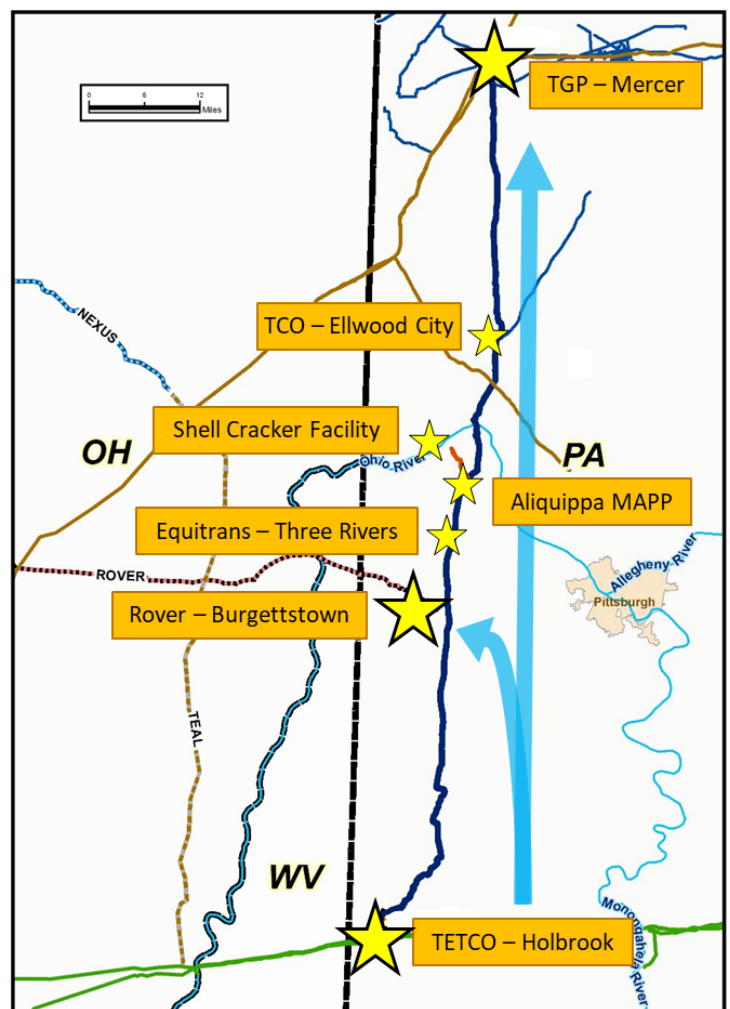 TGP – Mercer
0 6 12
Miles
NEXUS
TCO – Ellwood City
Shell Cracker Facility
OH
Ohio River
PA
Aliquippa MAPP
Equitrans – Three Rivers
Allegheny River
ROVER
Pittsburgh
Rover – Burgettstown
TEAL
WV
Monongahela River
TETCO – Holbrook